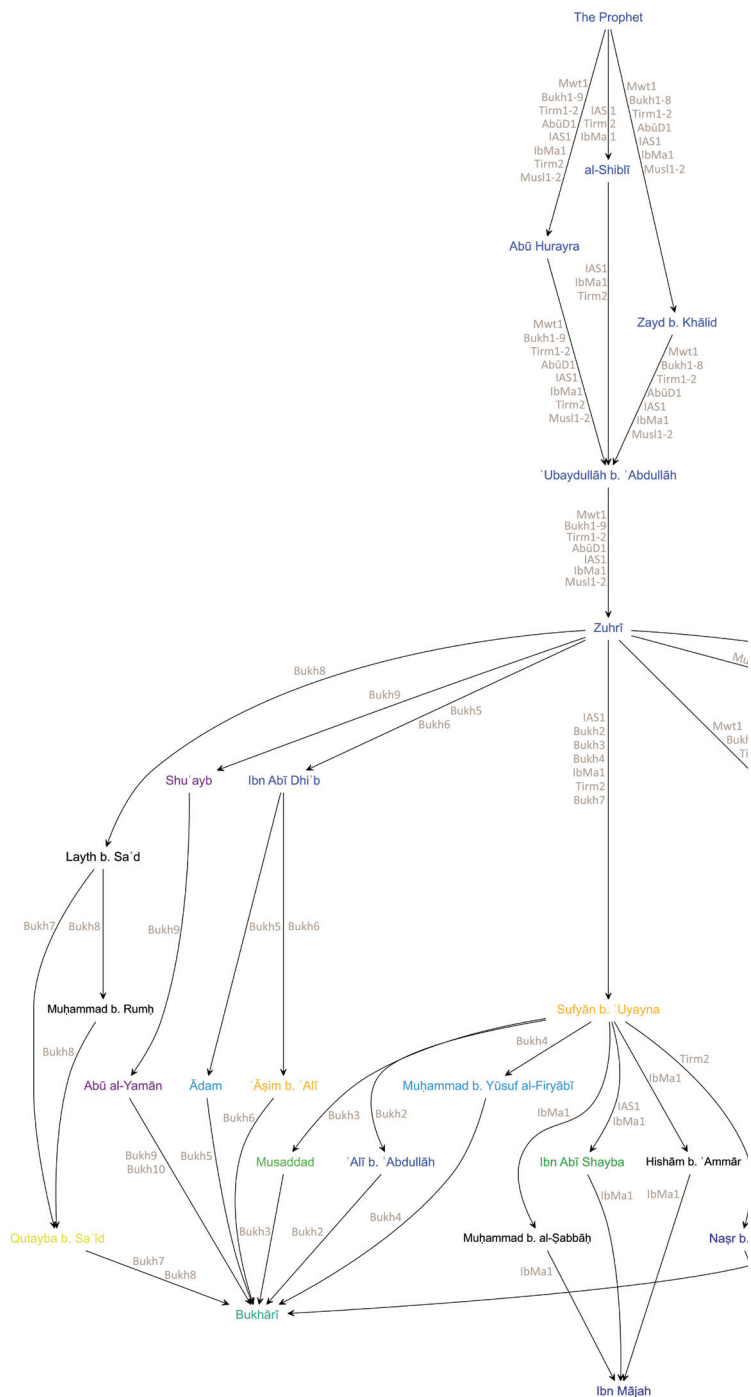 The Prophet
Mwt1
Bukh1-9
Tirm1-2
AbūD1
IAS1
IbMa1
Tirm2
Musl1-2
IAS1
Tirm2
IbMa1
Mwt1
Bukh1-8
Tirm1-2
AbūD1
IAS1
IbMa1
Musl1-2
al-Shiblī
Abū Hurayra
IAS1
IbMa1
Tirm2
Zayd b. Khālid
Mwt1
Bukh1-9
Tirm1-2
AbūD1
IAS1
IbMa1
Tirm2
Musl1-2
Mwt1
Bukh1-8
Tirm1-2
AbūD1
IAS1
IbMa1
Musl1-2
ʿUbaydullāh b. ʿAbdullāh
Mwt1
Bukh1-9
Tirm1-2
AbūD1
IAS1
IbMa1
Musl1-2
Zuhrī
Bukh8
Bukh9
Bukh5
Bukh6
IAS1
Bukh2
Bukh3
Bukh4
IbMa1
Tirm2
Bukh7
Mu
Mwt1
Bukh
Ti
Shuʿayb
Ibn Abī Dhiʾb
Layth b. Saʿd
Bukh7
Bukh8
Bukh9
Bukh5
Bukh6
Muḥammad b. Rumḥ
Sufyān b. ʿUyayna
Bukh8
Bukh4
Tirm2
IbMa1
Abū al-Yamān
Ādam
ʿĀṣim b. ʿAlī
Muḥammad b. Yūsuf al-Firyābī
Bukh6
Bukh3
Bukh2
IbMa1
IAS1
IbMa1
Bukh9
Bukh10
Bukh5
Musaddad
ʿAlī b. ʿAbdullāh
Ibn Abī Shayba
Hishām b. ʿAmmār
Bukh3
Bukh2
Bukh4
IbMa1
IbMa1
Qutayba b. Saʿīd
Muḥammad b. al-Ṣabbāḥ
Naṣr b.
Bukh7
Bukh8
IbMa1
Bukhārī
Ibn Mājah